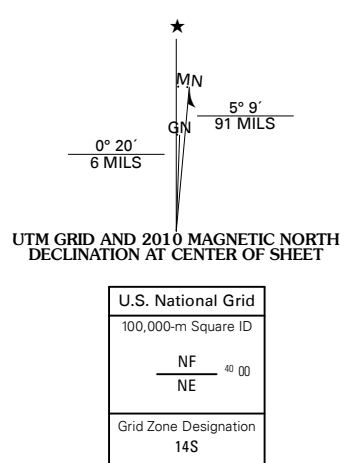 ★
MN
5° 9´
GN
91 MILS
0° 20´
6 MILS
UTM GRID AND 2010 MAGNETIC NORTH
DECLINATION AT CENTER OF SHEET
U.S. National Grid
100,000-m Square ID
NF
40 00
NE
Grid Zone Designation
14S